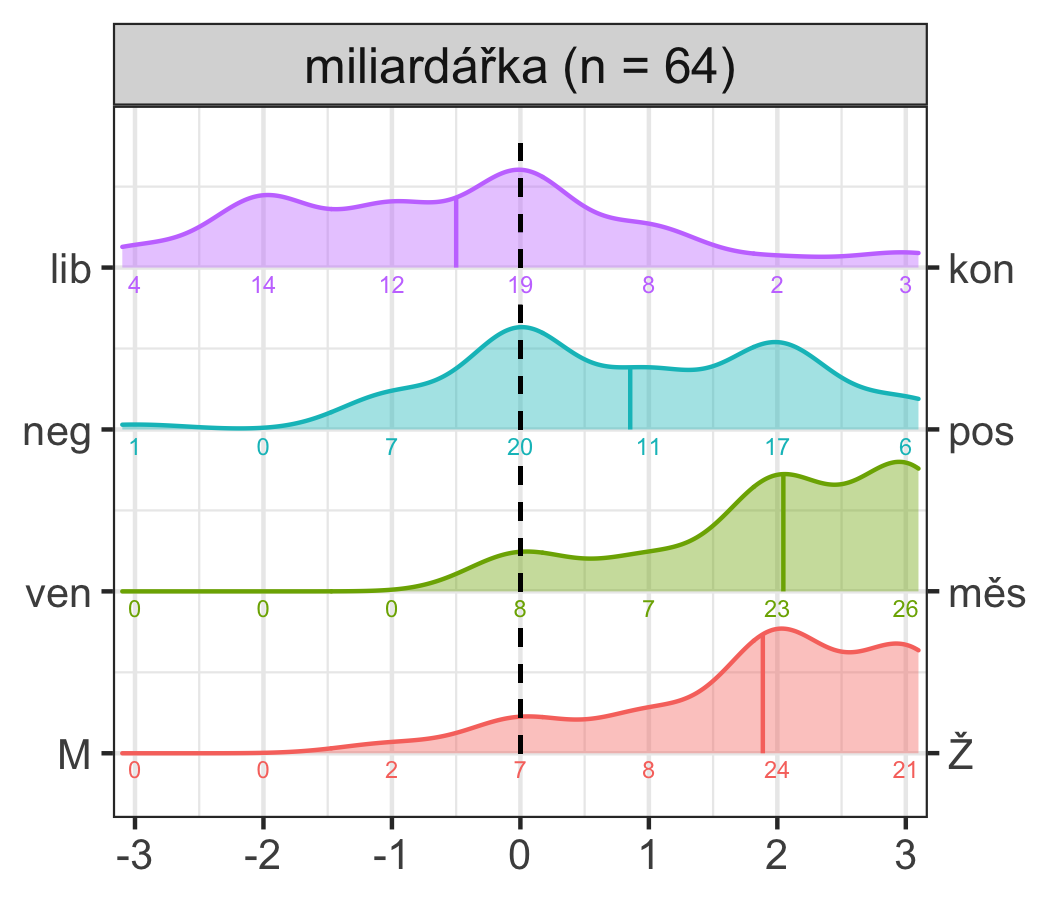 miliardářka (n = 64)
lib kon
4 14 12 19 8 2 3
neg pos
1 0 7 20 11 17 6
ven měs
0 0 0 8 7 23 26
M Ž
0 0 2 7 8 24 21
-3 -2 -1 0 1 2 3